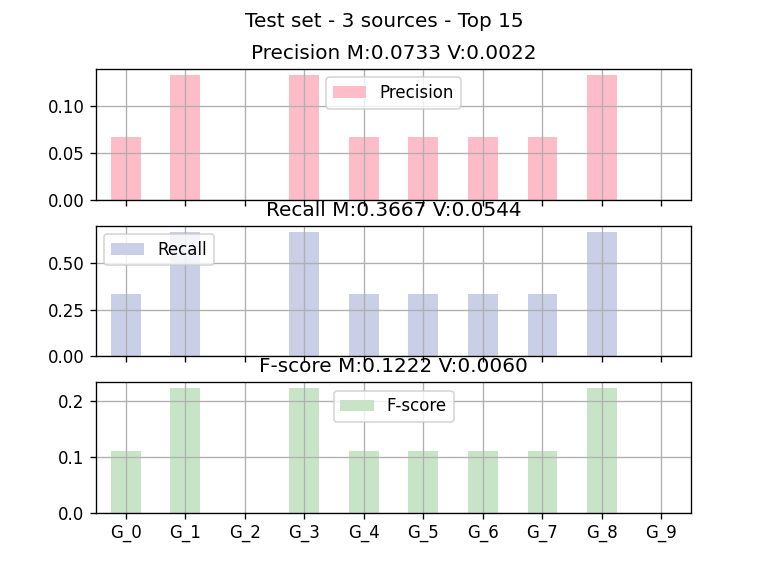 Test set - 3 sources - Top 15
Precision M:0.0733 V:0.0022
Precision
0.10
0.05
0.00
Recall M:0.3667 V:0.0544
Recall
0.50
0.25
0.00
F-score M:0.1222 V:0.0060
F-score
0.2
0.1
0.0
G_0 G_1 G_2 G_3 G_4 G_5 G_6 G_7 G_8 G_9